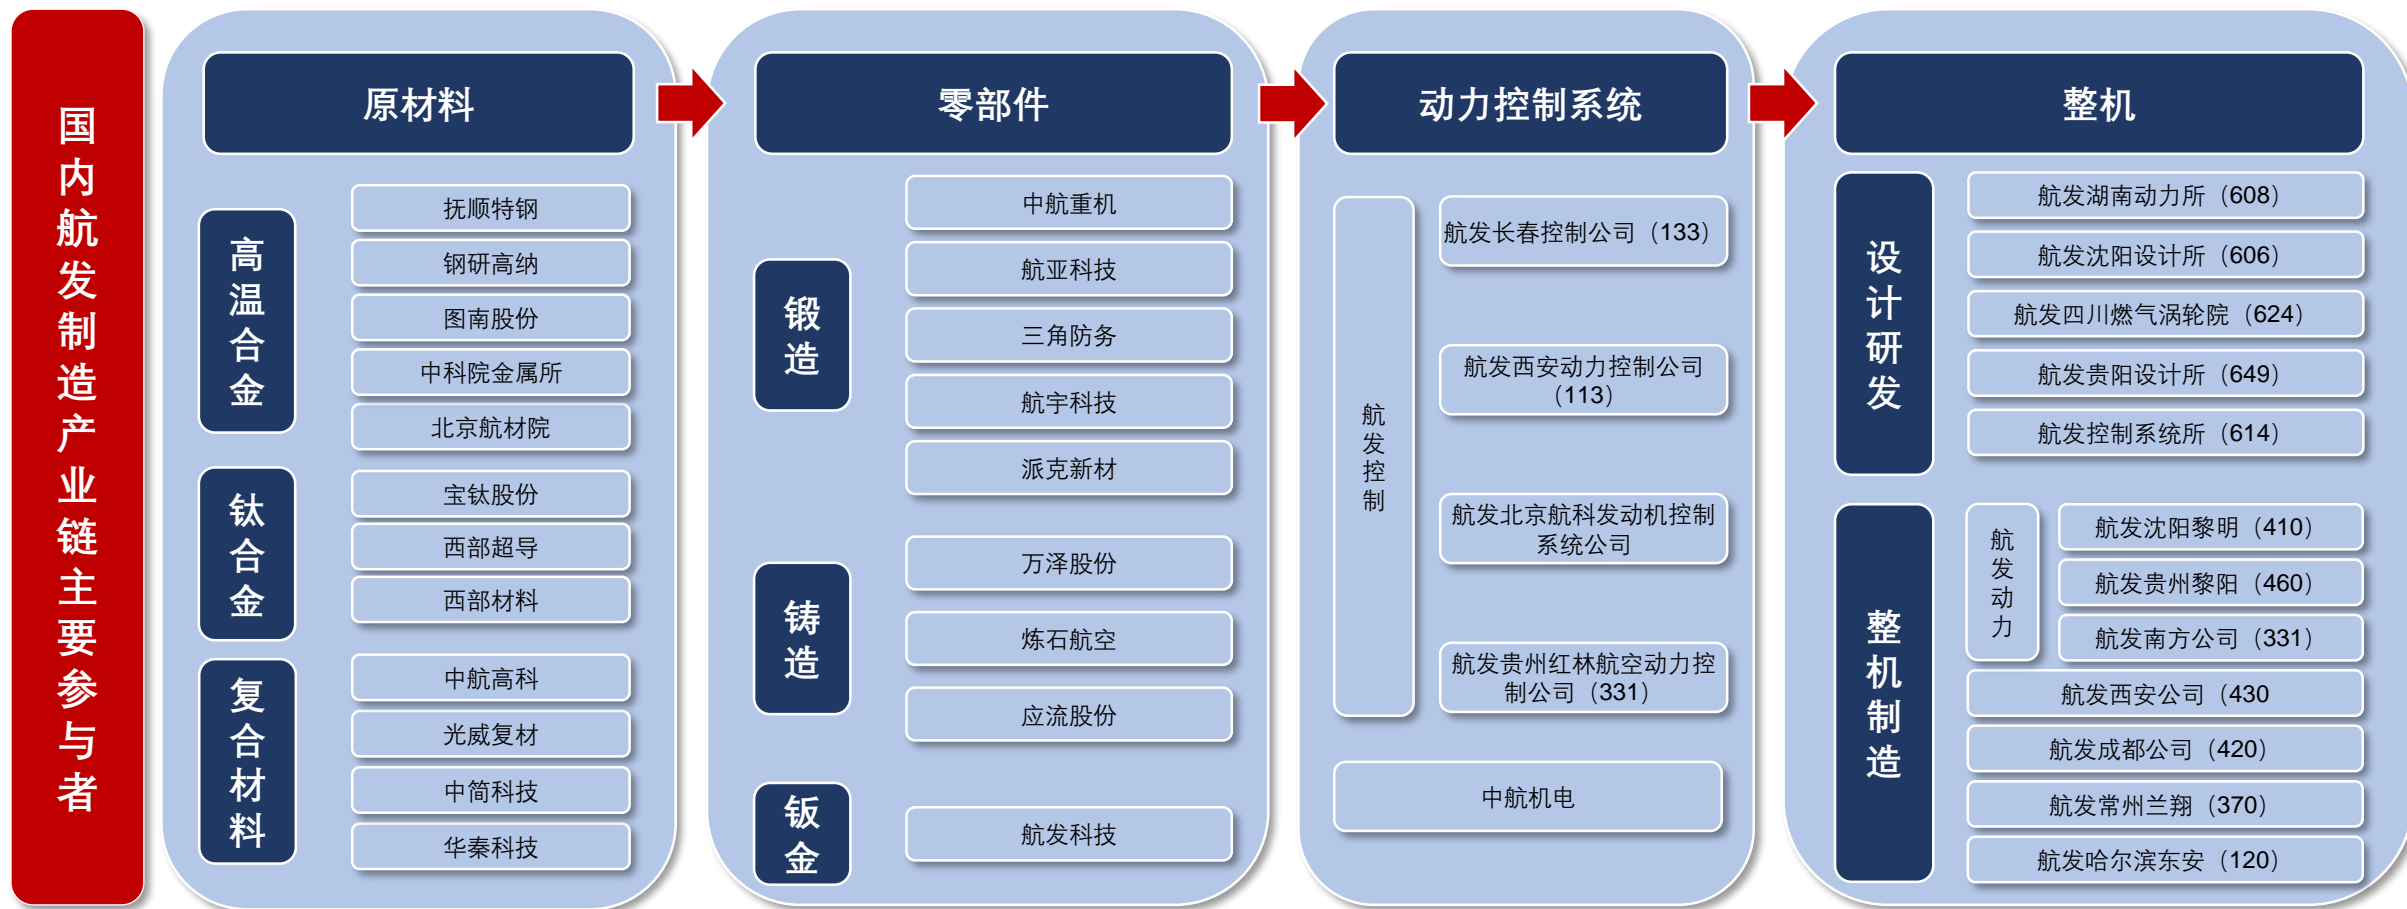 国内航发制造产业链主要参与者
原材料
高温合金
抚顺特钢
钢研高纳
图南股份
中科院金属所
北京航材院
钛合金
宝钛股份
西部超导
西部材料
复合材料
中航高科
光威复材
中简科技
华秦科技
零部件
锻造
中航重机
航亚科技
三角防务
航宇科技
派克新材
铸造
万泽股份
炼石航空
应流股份
钣金
航发科技
动力控制系统
航发控制
航发长春控制公司（133）
航发西安动力控制公司
（113）
航发北京航科发动机控制
系统公司
航发贵州红林航空动力控
制公司（331）
中航机电
整机
设计研发
航发湖南动力所（608）
航发沈阳设计所（606）
航发四川燃气涡轮院（624）
航发贵阳设计所（649）
航发控制系统所（614）
整机制造
航发动力
航发沈阳黎明（410）
航发贵州黎阳（460）
航发南方公司（331）
航发西安公司（430
航发成都公司（420）
航发常州兰翔（370）
航发哈尔滨东安（120）